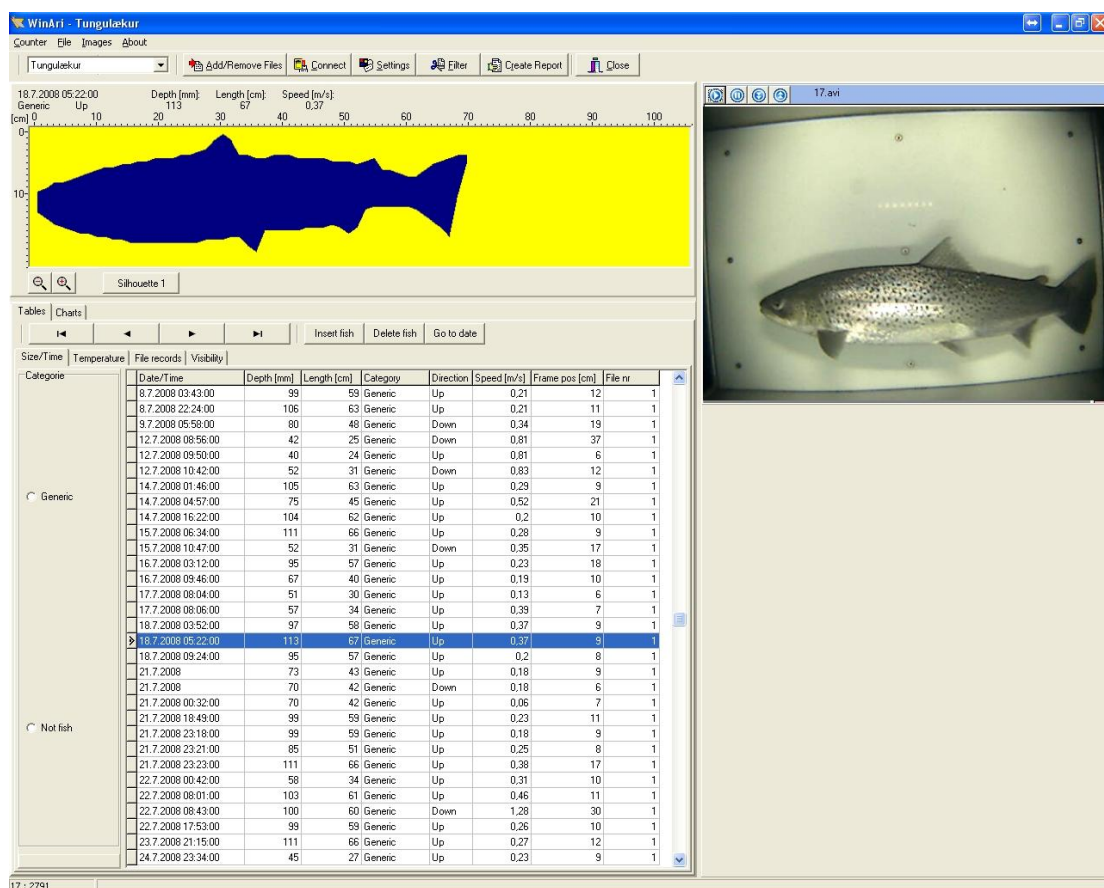 WinAri - Tungulækur
Counter File Images About
Tungulækur Add/Remove Files Connect Settings Filter Create Report Close
18.7.2008 05:22:00 Depth [mm]: Length [cm]: Speed [m/s]:
Generic Up 113 67 0,37
[cm] 0 10 20 30 40 50 60 70 80 90 100
0
10
17.avi
Silhouette 1
Tables Charts
Insert fish Delete fish Go to date
Size/Time Temperature File records Visibility
Categorie
Generic
Not fish
Date/Time Depth [mm] Length [cm] Category Direction Speed [m/s] Frame pos [cm] File nr
8.7.2008 03:43:00 99 59 Generic Up 0,21 12 1
8.7.2008 22:24:00 106 63 Generic Up 0,21 11 1
9.7.2008 05:58:00 80 48 Generic Down 0,34 19 1
12.7.2008 08:56:00 42 25 Generic Down 0,81 37 1
12.7.2008 09:50:00 40 24 Generic Up 0,81 6 1
12.7.2008 10:42:00 52 31 Generic Down 0,83 12 1
14.7.2008 01:46:00 105 63 Generic Up 0,29 9 1
14.7.2008 04:57:00 75 45 Generic Up 0,52 21 1
14.7.2008 16:22:00 104 62 Generic Up 0,2 10 1
15.7.2008 06:34:00 111 66 Generic Up 0,28 9 1
15.7.2008 10:47:00 52 31 Generic Down 0,35 17 1
16.7.2008 03:12:00 95 57 Generic Up 0,23 18 1
16.7.2008 09:46:00 67 40 Generic Up 0,19 10 1
17.7.2008 08:04:00 51 30 Generic Up 0,13 6 1
17.7.2008 08:06:00 57 34 Generic Up 0,39 7 1
18.7.2008 03:52:00 97 58 Generic Up 0,37 9 1
18.7.2008 05:22:00 113 67 Generic Up 0,37 9 1
18.7.2008 09:24:00 95 57 Generic Up 0,2 8 1
21.7.2008 73 43 Generic Up 0,18 9 1
21.7.2008 70 42 Generic Down 0,18 6 1
21.7.2008 00:32:00 70 42 Generic Up 0,06 7 1
21.7.2008 18:49:00 99 59 Generic Up 0,23 11 1
21.7.2008 23:18:00 99 59 Generic Up 0,18 9 1
21.7.2008 23:21:00 85 51 Generic Up 0,25 8 1
21.7.2008 23:23:00 111 66 Generic Up 0,38 17 1
22.7.2008 00:42:00 58 34 Generic Up 0,31 10 1
22.7.2008 08:01:00 103 61 Generic Up 0,46 11 1
22.7.2008 08:43:00 100 60 Generic Down 1,28 30 1
22.7.2008 17:53:00 99 59 Generic Up 0,26 10 1
23.7.2008 21:15:00 111 66 Generic Up 0,27 12 1
24.7.2008 23:34:00 45 27 Generic Up 0,23 9 1
17 : 2791